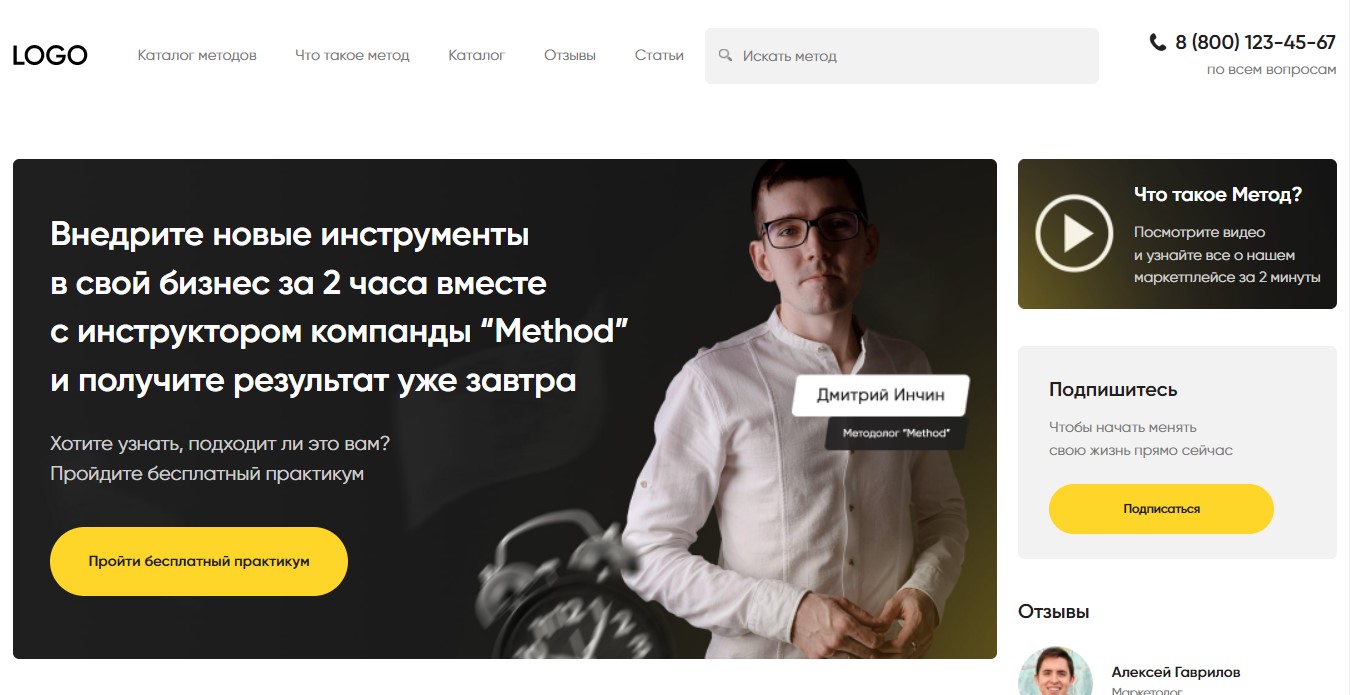 LOGO
Каталог методов
Что такое метод
Каталог
Отзывы
Статьи
Искать метод
8 (800) 123-45-67
по всем вопросам
Внедрите новые инструменты
в свой бизнес за 2 часа вместе
с инструктором компанды “Method”
и получите результат уже завтра
Хотите узнать, подходит ли это вам?
Пройдите бесплатный практикум
Пройти бесплатный практикум
Дмитрий Инчин
Методолог “Method”
Что такое Метод?
Посмотрите видео
и узнайте все о нашем
маркетплейсе за 2 минуты
Подпишитесь
Чтобы начать менять
свою жизнь прямо сейчас
Подписаться
Отзывы
Алексей Гаврилов
Маркетолог